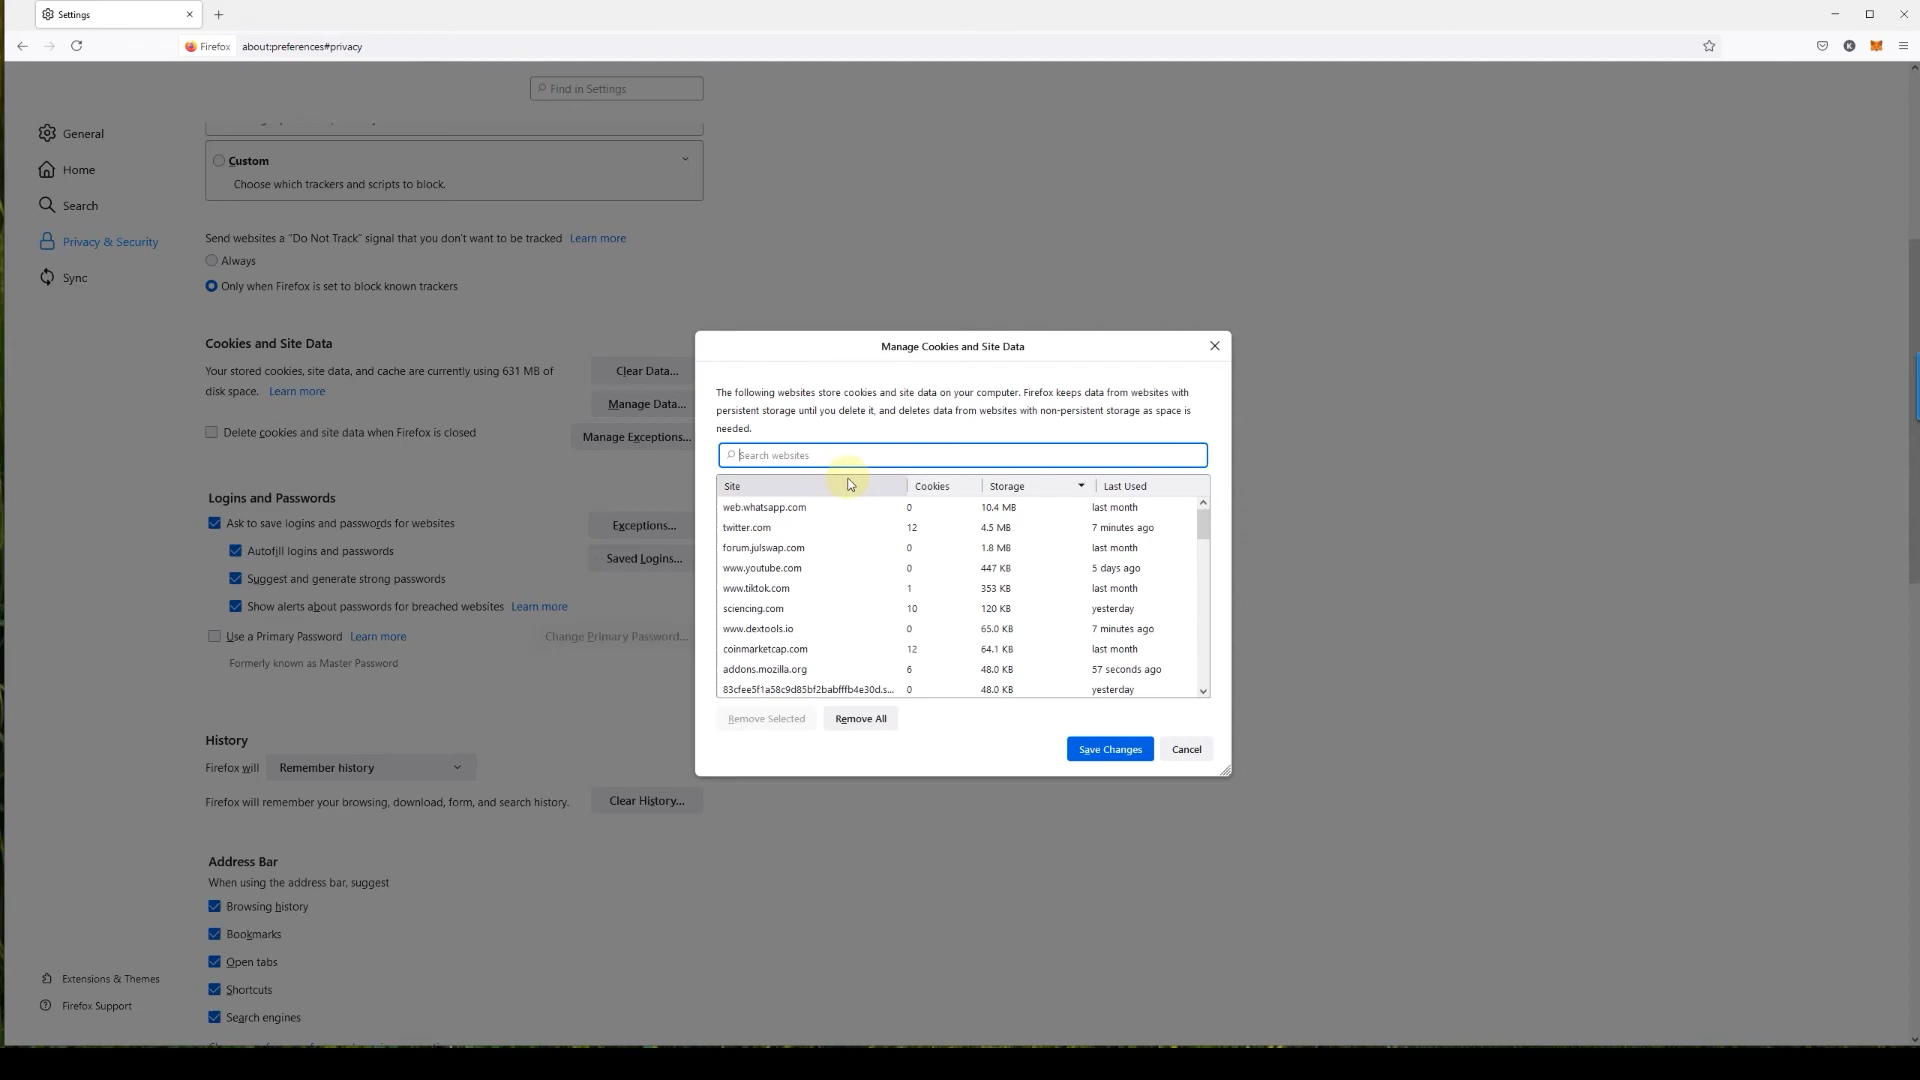 Settings
Firefox
about:preferences#privacy
K
Find in Settings
General
Home
Search
Privacy & Security
Sync
Custom
Choose which trackers and scripts to block.
Send websites a "Do Not Track" signal that you don't want to be tracked Learn more
Always
Only when Firefox is set to block known trackers
Cookies and Site Data
Your stored cookies, site data, and cache are currently using 631 MB of
disk space. Learn more
Clear Data...
Manage Data...
Delete cookies and site data when Firefox is closed
Manage Exceptions...
Logins and Passwords
Ask to save logins and passwords for websites
Exceptions...
Autofill logins and passwords
Saved Logins...
Suggest and generate strong passwords
Show alerts about passwords for breached websites Learn more
Use a Primary Password Learn more
Change Primary Password...
Formerly known as Master Password
History
Firefox will Remember history
Firefox will remember your browsing, download, form, and search history.
Clear History...
Address Bar
When using the address bar, suggest
Browsing history
Bookmarks
Open tabs
Shortcuts
Search engines
Extensions & Themes
Firefox Support
Manage Cookies and Site Data
The following websites store cookies and site data on your computer. Firefox keeps data from websites with
persistent storage until you delete it, and deletes data from websites with non-persistent storage as space is
needed.
Search websites
Site Cookies Storage Last Used
web.whatsapp.com 0 10.4 MB last month
twitter.com 12 4.5 MB 7 minutes ago
forum.julswap.com 0 1.8 MB last month
www.youtube.com 0 447 KB 5 days ago
www.tiktok.com 1 353 KB last month
sciencing.com 10 120 KB yesterday
www.dextools.io 0 65.0 KB 7 minutes ago
coinmarketcap.com 12 64.1 KB last month
addons.mozilla.org 6 48.0 KB 57 seconds ago
83cfee5f1a58c9d85bf2babfffb4e30d.s... 0 48.0 KB yesterday
Remove Selected
Remove All
Save Changes
Cancel